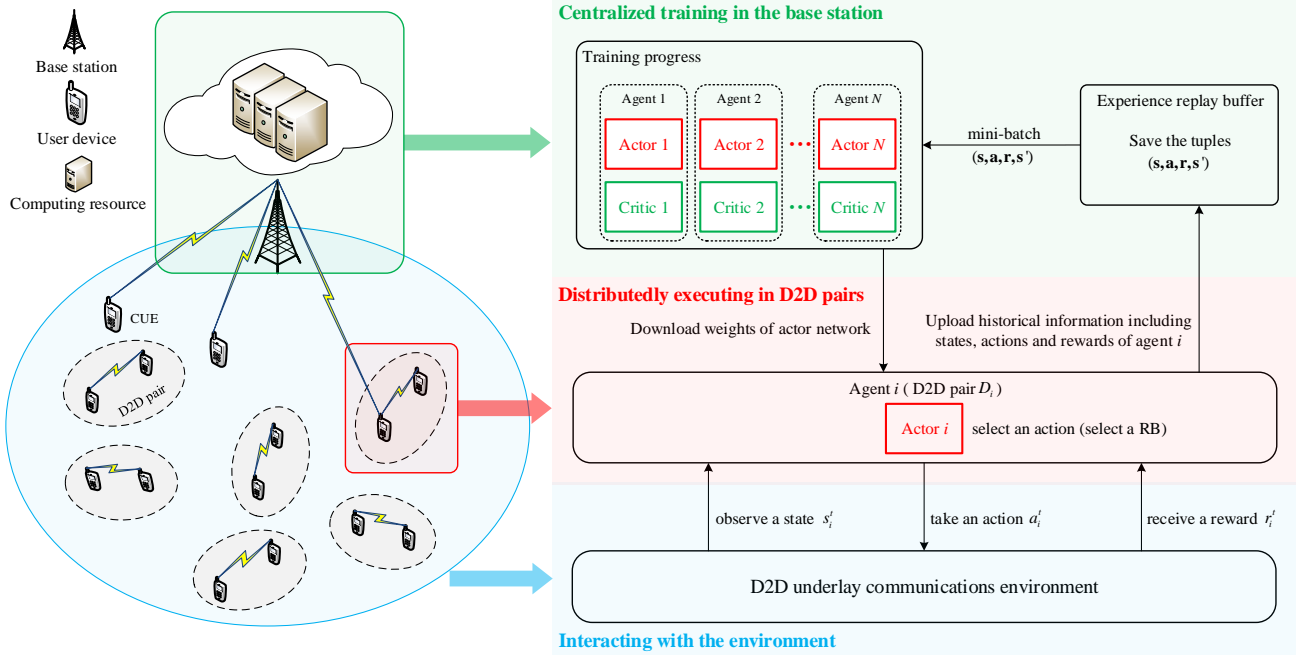 Base station
User device
Computing resource
CUE
D2D pair
Centralized training in the base station
Training progress
Agent 1
Agent 2
Agent N
Actor 1
Actor 2
Actor N
Critic 1
Critic 2
Critic N
mini-batch
(s,a,r,s')
Experience replay buffer
Save the tuples
(s,a,r,s')
Distributedly executing in D2D pairs
Download weights of actor network
Upload historical information including
states, actions and rewards of agent i
Agent i ( D2D pair D_i )
Actor i
select an action (select a RB)
observe a state s_i^t
take an action a_i^t
receive a reward r_i^t
D2D underlay communications environment
Interacting with the environment